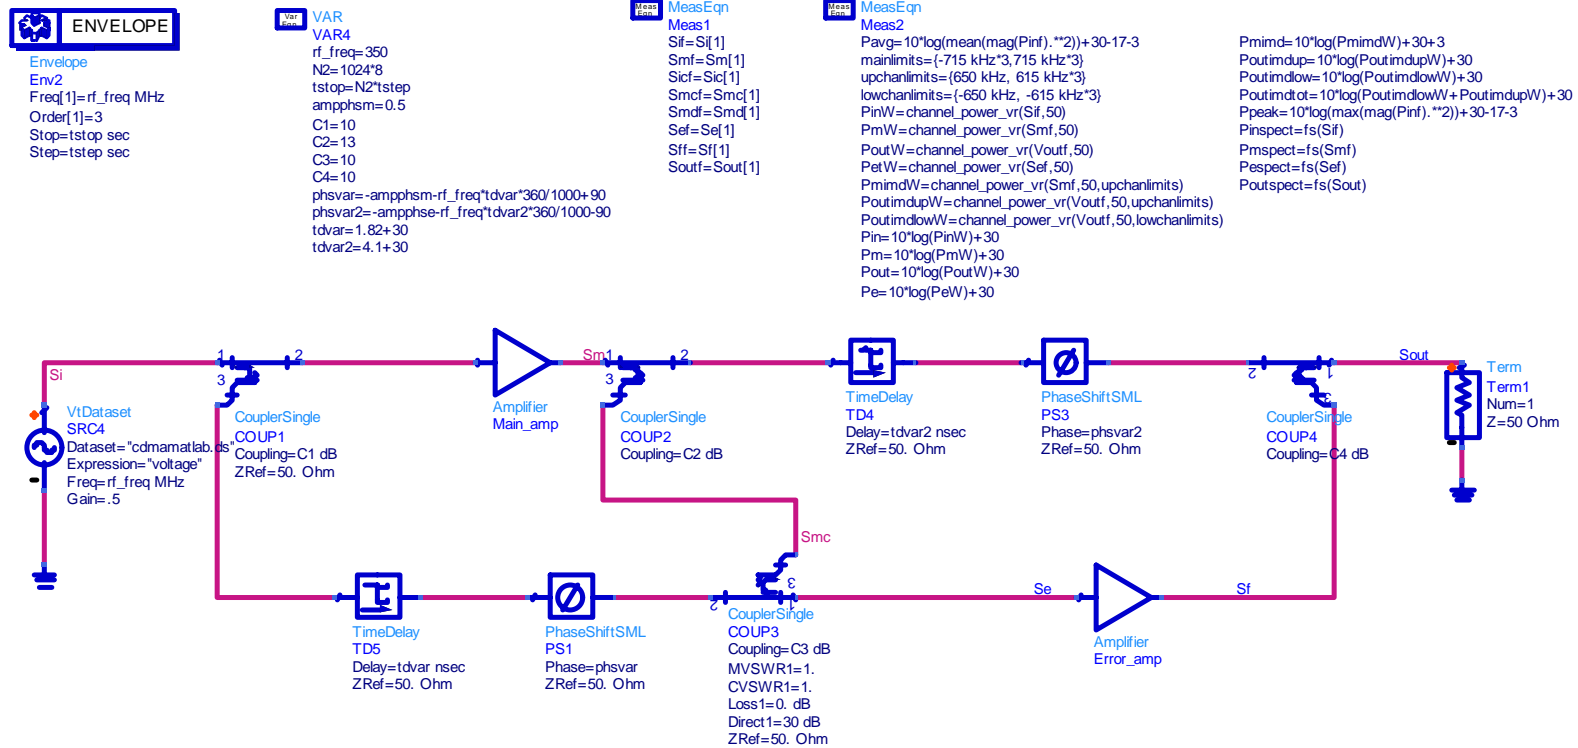 ENVELOPE
Envelope
Env2
Freq[1]=rf_freq MHz
Order[1]=3
Stop=tstop sec
Step=tstep sec
Var
Eqn
VAR
VAR4
rf_freq=350
N2=1024*8
tstop=N2*tstep
ampphsm=0.5
C1=10
C2=13
C3=10
C4=10
phsvar=-ampphsm-rf_freq*tdvar*360/1000+90
phsvar2=-ampphse-rf_freq*tdvar2*360/1000-90
tdvar=1.82+30
tdvar2=4.1+30
Meas
Eqn
MeasEqn
Meas1
Sif=Si[1]
Smf=Sm[1]
Sicf=Sic[1]
Smcf=Smc[1]
Smdf=Smd[1]
Sef=Se[1]
Sff=Sf[1]
Soutf=Sout[1]
Meas
Eqn
MeasEqn
Meas2
Pavg=10*log(mean(mag(Pinf).**2))+30-17-3
mainlimits={-715 kHz*3,715 kHz*3}
upchanlimits={650 kHz, 615 kHz*3}
lowchanlimits={-650 kHz, -615 kHz*3}
PinW=channel_power_vr(Sif,50)
PmW=channel_power_vr(Smf,50)
PoutW=channel_power_vr(Voutf,50)
PetW=channel_power_vr(Sef,50)
PmimdW=channel_power_vr(Smf,50,upchanlimits)
PoutimdupW=channel_power_vr(Voutf,50,upchanlimits)
PoutimdlowW=channel_power_vr(Voutf,50,lowchanlimits)
Pin=10*log(PinW)+30
Pm=10*log(PmW)+30
Pout=10*log(PoutW)+30
Pe=10*log(PeW)+30
Pmimd=10*log(PmimdW)+30+3
Poutimdup=10*log(PoutimdupW)+30
Poutimdlow=10*log(PoutimdlowW)+30
Poutimdtot=10*log(PoutimdlowW+PoutimdupW)+30
Ppeak=10*log(max(mag(Pinf).**2))+30-17-3
Pinspect=fs(Sif)
Pmspect=fs(Smf)
Pespect=fs(Sef)
Poutspect=fs(Sout)
Si
VtDataset
SRC4
Dataset="cdmamatlab.ds"
Expression="voltage"
Freq=rf_freq MHz
Gain=.5
1
2
3
CouplerSingle
COUP1
Coupling=C1 dB
ZRef=50. Ohm
Amplifier
Main_amp
Sm
1
2
3
CouplerSingle
COUP2
Coupling=C2 dB
TimeDelay
TD4
Delay=tdvar2 nsec
ZRef=50. Ohm
PhaseShiftSML
PS3
Phase=phsvar2
ZRef=50. Ohm
2
1
3
CouplerSingle
COUP4
Coupling=C4 dB
Sout
Term
Term1
Num=1
Z=50 Ohm
TimeDelay
TD5
Delay=tdvar nsec
ZRef=50. Ohm
PhaseShiftSML
PS1
Phase=phsvar
ZRef=50. Ohm
Smc
3
2
1
CouplerSingle
COUP3
Coupling=C3 dB
MVSWR1=1.
CVSWR1=1.
Loss1=0. dB
Direct1=30 dB
ZRef=50. Ohm
Se
Amplifier
Error_amp
Sf